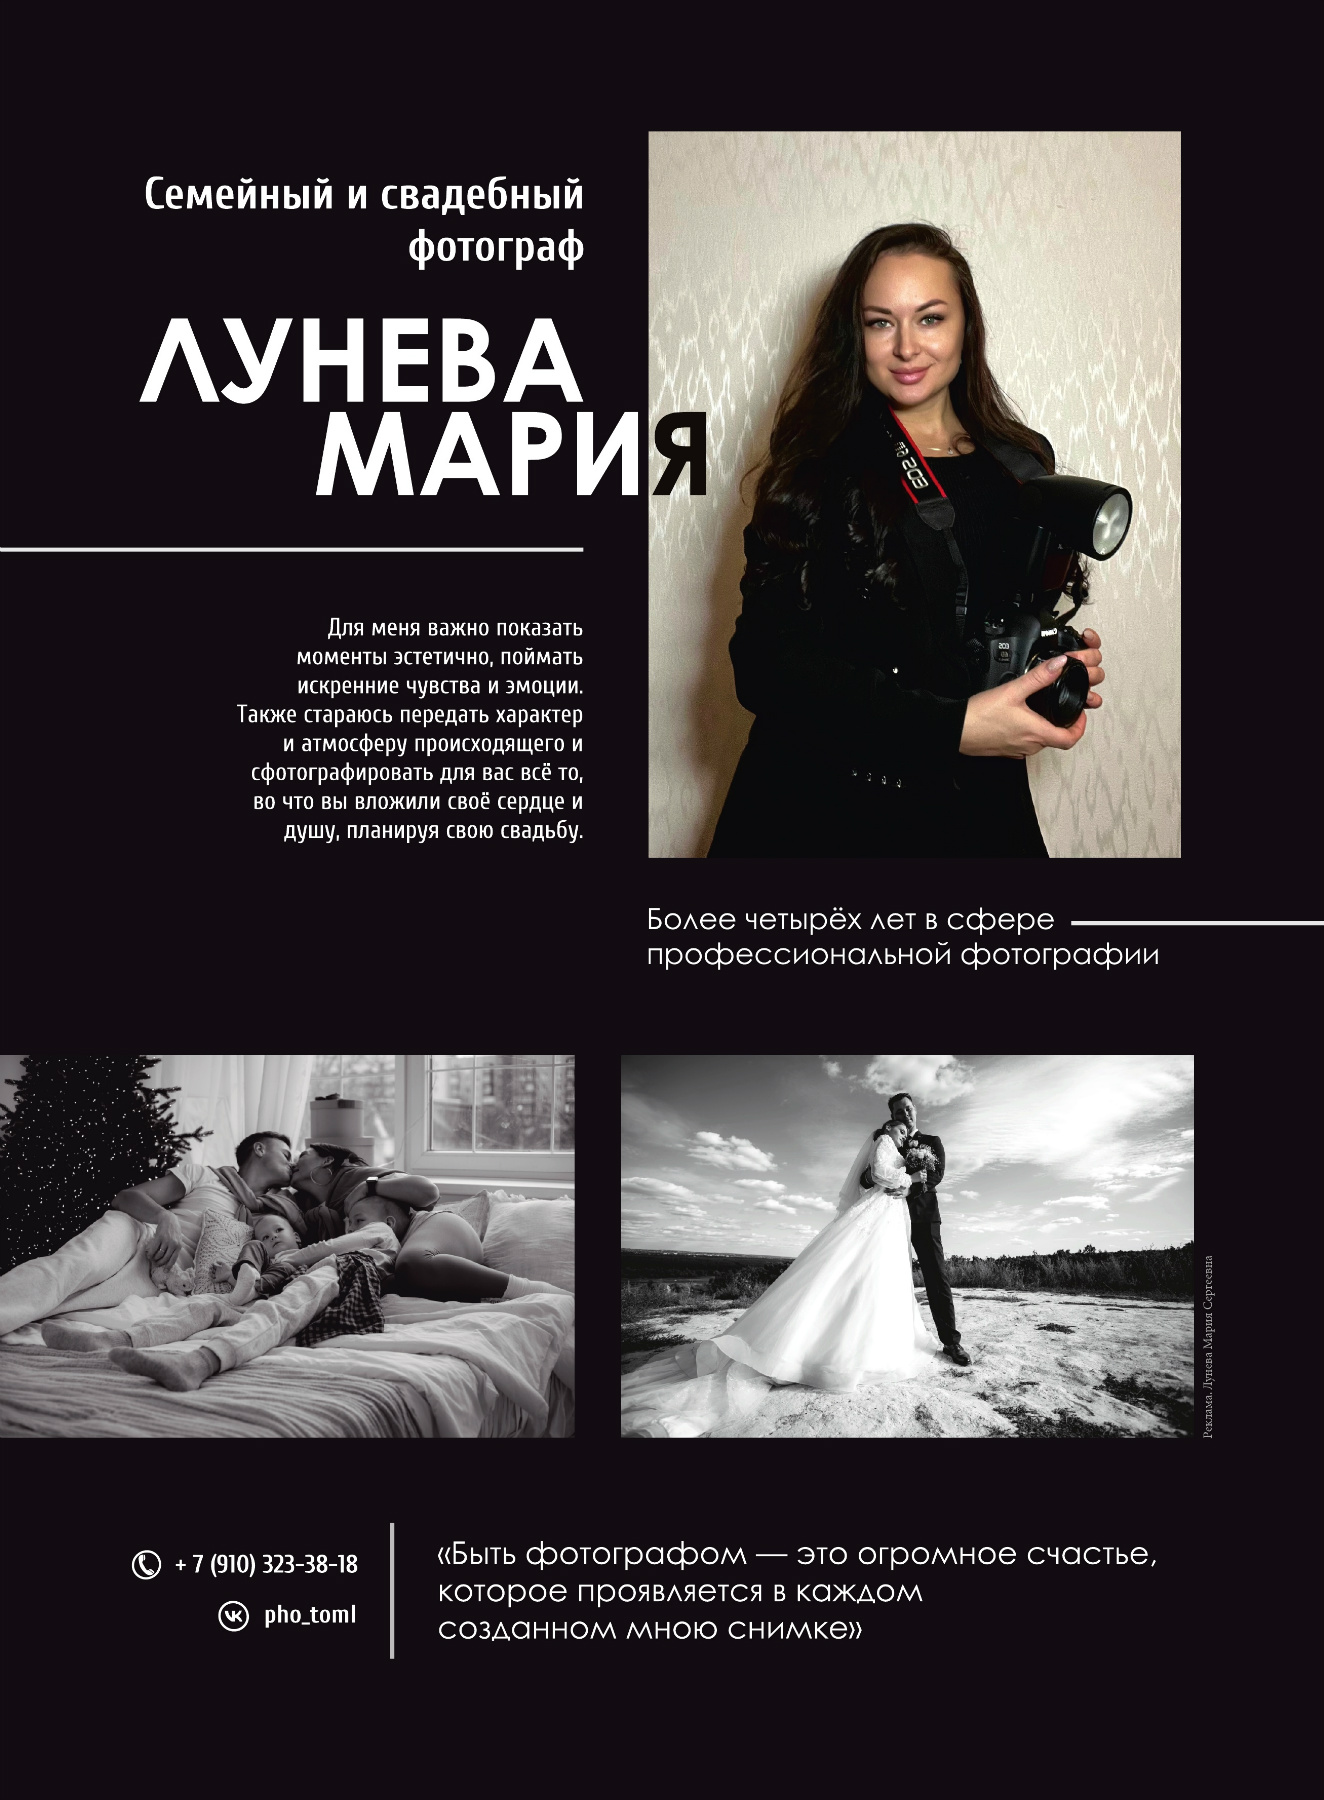 Семейный и свадебный
фотограф
ЛУНЕВА
МАРИЯ
Для меня важно показать
моменты эстетично, поймать
искренние чувства и эмоции.
Также стараюсь передать характер
и атмосферу происходящего и
сфотографировать для вас всё то,
во что вы вложили своё сердце и
душу, планируя свою свадьбу.
EOS
Более четырёх лет в сфере
профессиональной фотографии
Реклама. Лунева Мария Сергеевна
+ 7 (910) 323-38-18
pho_toml
«Быть фотографом — это огромное счастье,
которое проявляется в каждом
созданном мною снимке»